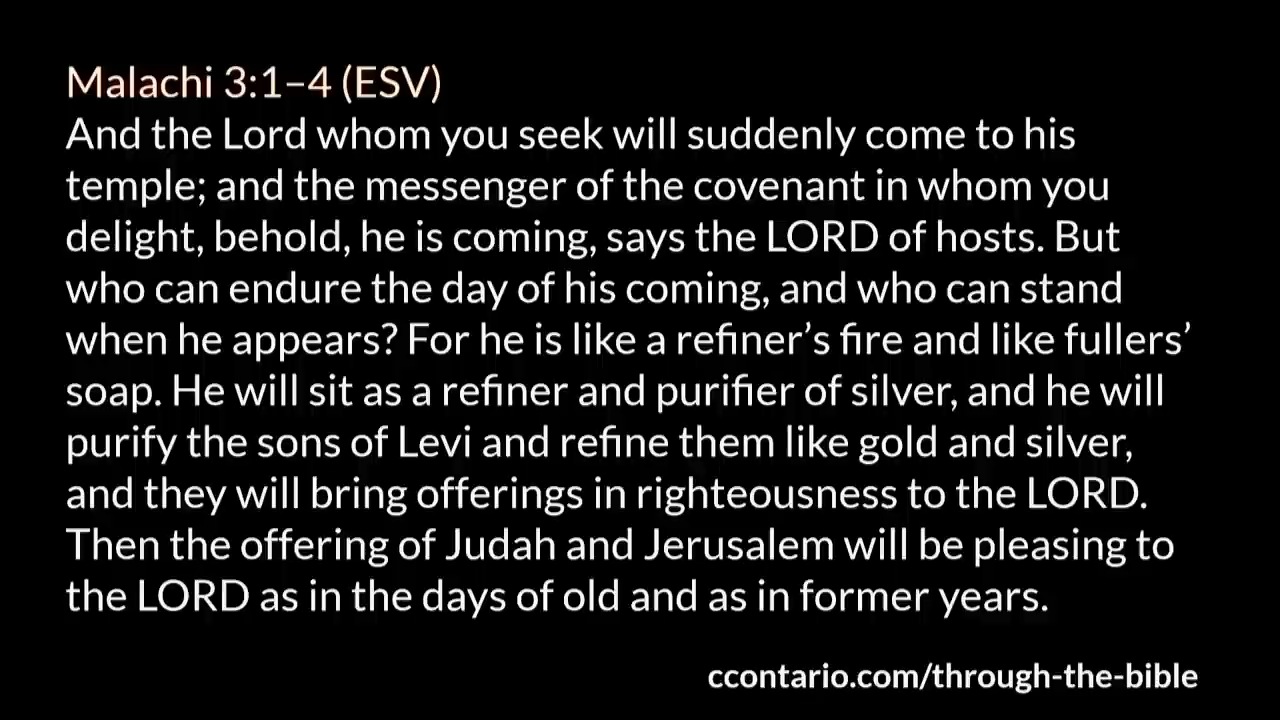 Malachi 3:1–4 (ESV)
And the Lord whom you seek will suddenly come to his
temple; and the messenger of the covenant in whom you
delight, behold, he is coming, says the LORD of hosts. But
who can endure the day of his coming, and who can stand
when he appears? For he is like a refiner’s fire and like fullers’
soap. He will sit as a refiner and purifier of silver, and he will
purify the sons of Levi and refine them like gold and silver,
and they will bring offerings in righteousness to the LORD.
Then the offering of Judah and Jerusalem will be pleasing to
the LORD as in the days of old and as in former years.
ccontario.com/through-the-bible